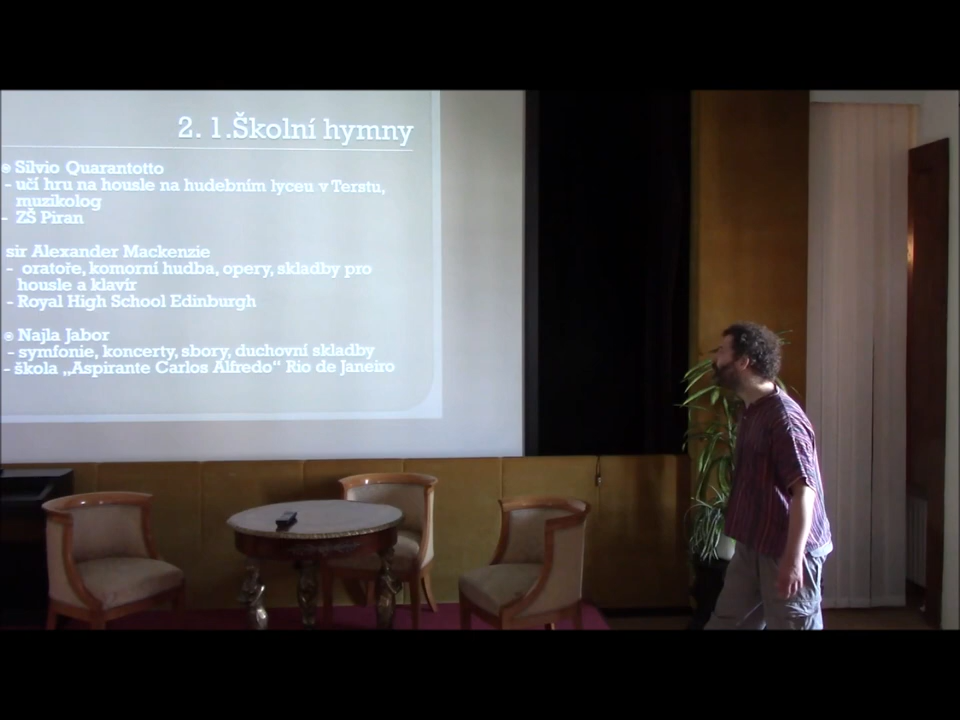 2. 1.Školní hymny
Silvio Quarantotto
- učí hru na housle na hudebním lyceu v Terstu,
muzikolog
- ZŠ Piran
sir Alexander Mackenzie
- oratoře, komorní hudba, opery, skladby pro
housle a klavír
- Royal High School Edinburgh
Najla Jabor
- symfonie, koncerty, sbory, duchovní skladby
- škola „Aspirante Carlos Alfredo“ Rio de Janeiro